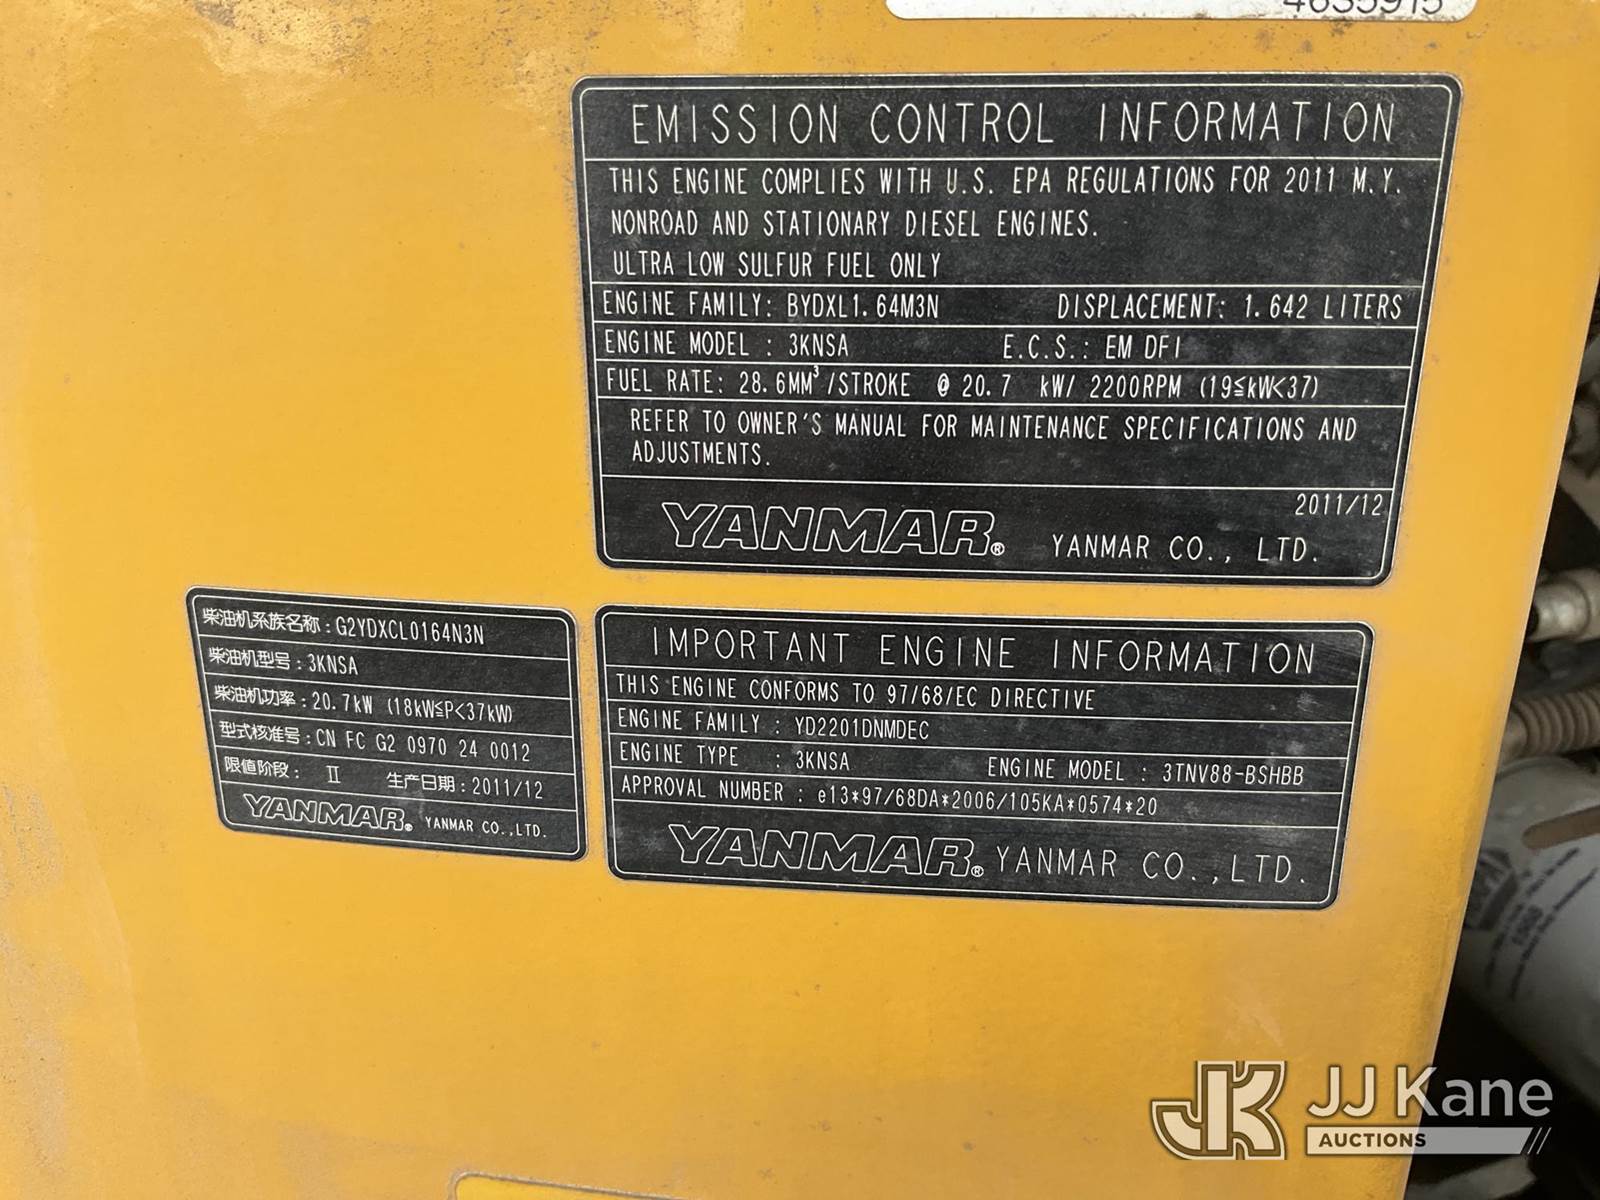 4635915
EMISSION CONTROL INFORMATION
THIS ENGINE COMPLIES WITH U.S. EPA REGULATIONS FOR 2011 M.Y.
NONROAD AND STATIONARY DIESEL ENGINES.
ULTRA LOW SULFUR FUEL ONLY
ENGINE FAMILY: BYDXL1.64M3N DISPLACEMENT: 1.642 LITERS
ENGINE MODEL : 3KNSA E.C.S.: EM DFI
FUEL RATE: 28.6MM³/STROKE @ 20.7 kW/ 2200RPM (19≦kW<37)
REFER TO OWNER'S MANUAL FOR MAINTENANCE SPECIFICATIONS AND
ADJUSTMENTS.
2011/12
YANMAR® YANMAR CO., LTD.
柴油机系族名称:G2YDXCL0164N3N
柴油机型号:3KNSA
柴油机功率:20.7kW (18kW≦P<37kW)
型式核准号:CN FC G2 0970 24 0012
限值阶段: Ⅱ 生产日期:2011/12
YANMAR® YANMAR CO.,LTD.
IMPORTANT ENGINE INFORMATION
THIS ENGINE CONFORMS TO 97/68/EC DIRECTIVE
ENGINE FAMILY : YD2201DNMDEC
ENGINE TYPE : 3KNSA ENGINE MODEL : 3TNV88-BSHBB
APPROVAL NUMBER : e13*97/68DA*2006/105KA*0574*20
YANMAR® YANMAR CO.,LTD.
JK JJ Kane
AUCTIONS